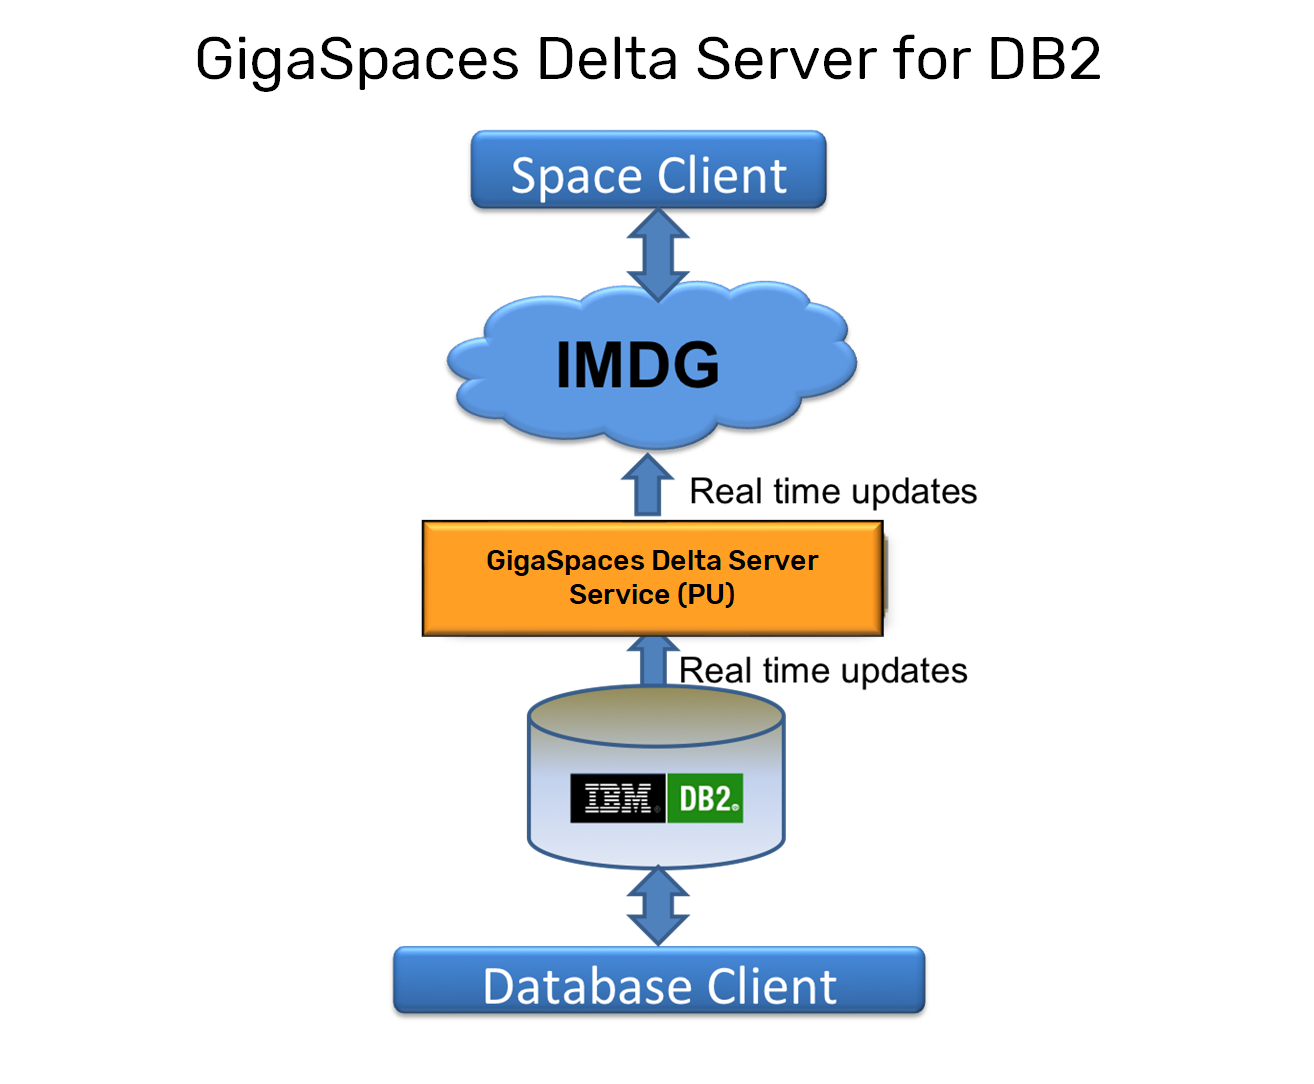 GigaSpaces Delta Server for DB2
Space Client
IMDG
Real time updates
GigaSpaces Delta Server
Service (PU)
Real time updates
IBM® DB2®
Database Client